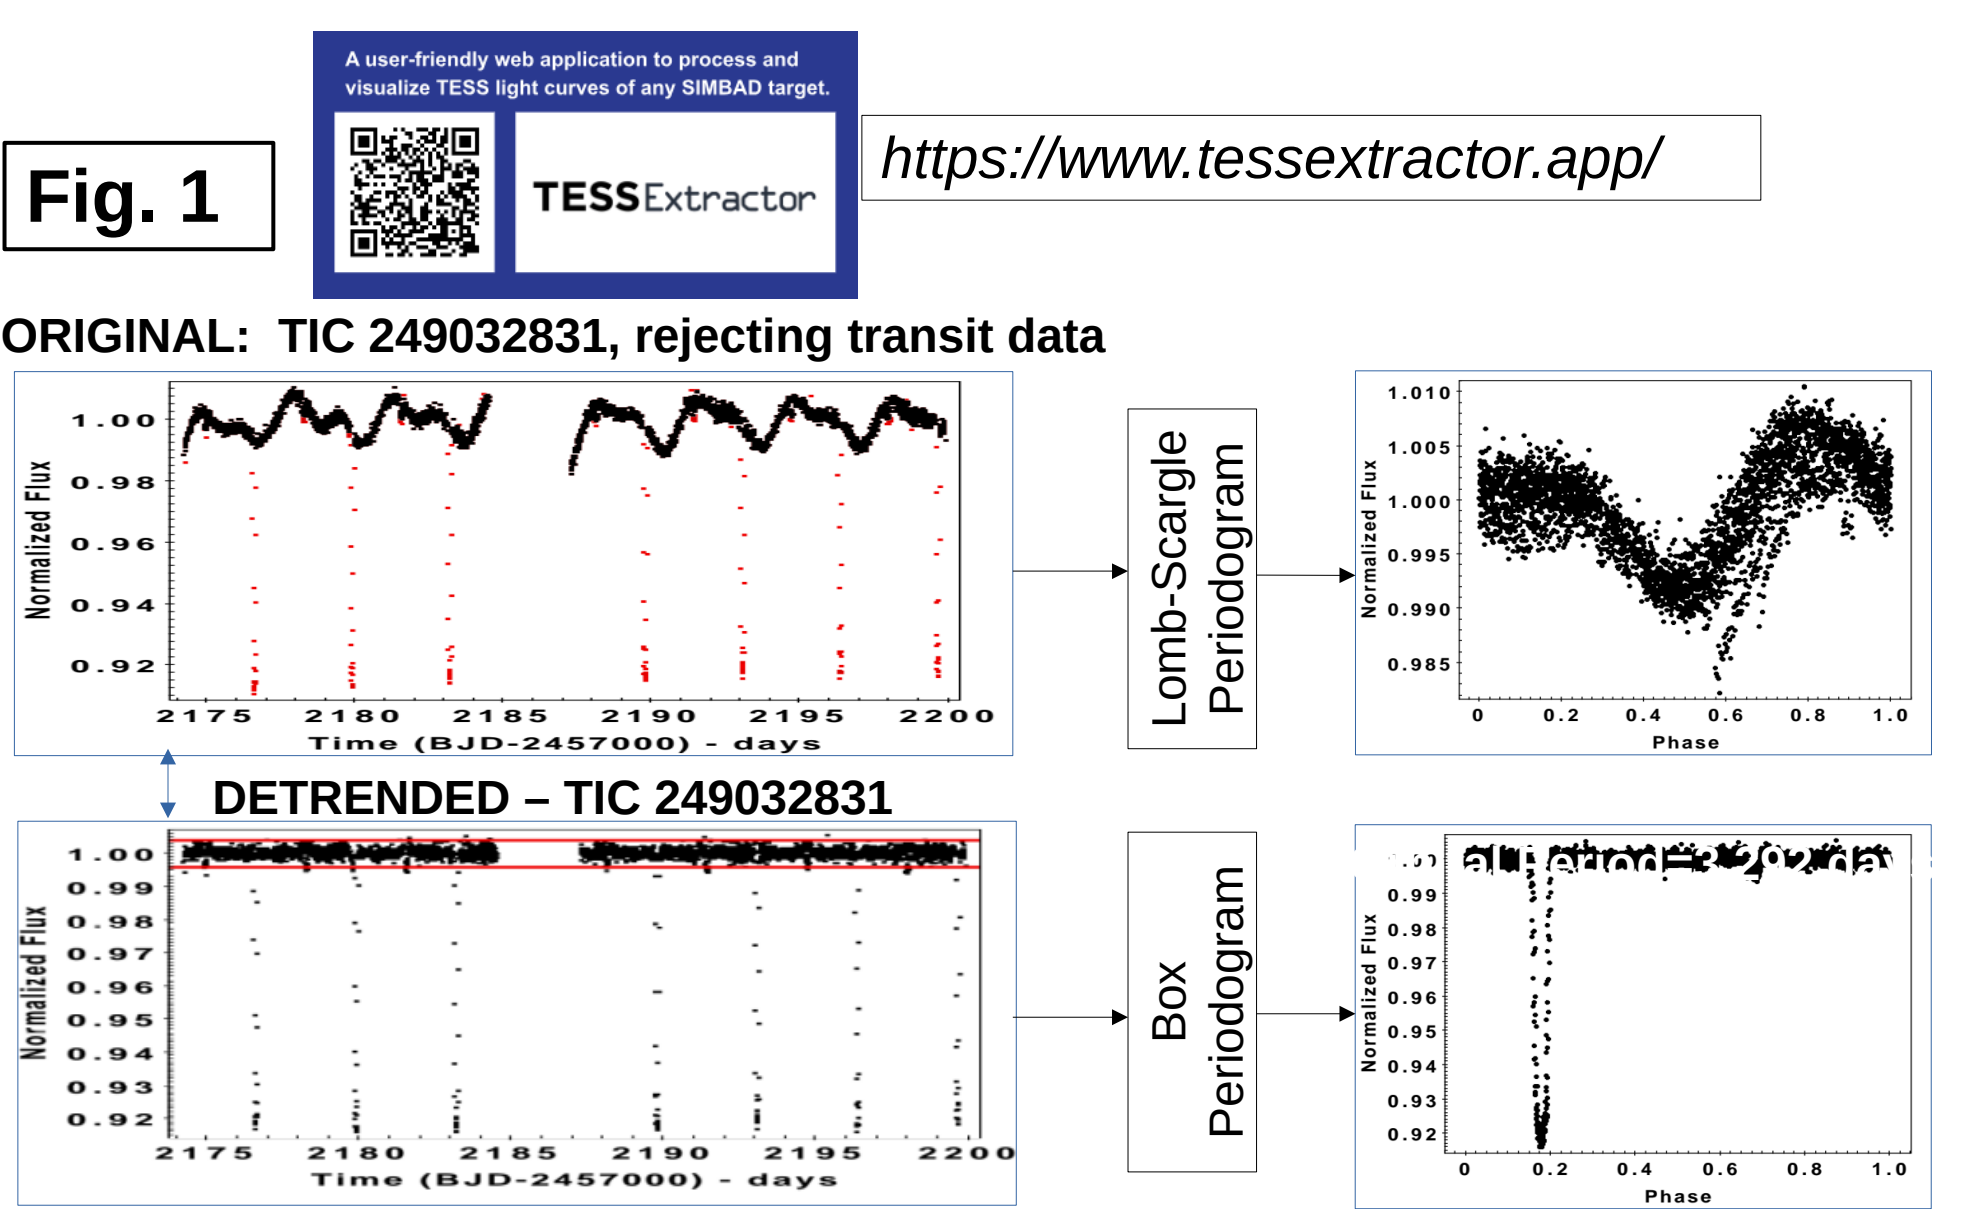 A user-friendly web application to process and
visualize TESS light curves of any SIMBAD target.
TESSExtractor
https://www.tessextractor.app/
Fig. 1
ORIGINAL: TIC 249032831, rejecting transit data
Normalized Flux
1.00
0.98
0.96
0.94
0.92
2175 2180 2185 2190 2195 2200
Time (BJD-2457000) - days
Lomb-Scargle
Periodogram
Normalized Flux
1.010
1.005
1.000
0.995
0.990
0.985
0 0.2 0.4 0.6 0.8 1.0
Phase
DETRENDED – TIC 249032831
Normalized Flux
1.00
0.99
0.98
0.97
0.96
0.95
0.94
0.93
0.92
2175 2180 2185 2190 2195 2200
Time (BJD-2457000) - days
Box
Periodogram
al Period=3.292 days
Normalized Flux
0.99
0.98
0.97
0.96
0.95
0.94
0.93
0.92
0 0.2 0.4 0.6 0.8 1.0
Phase